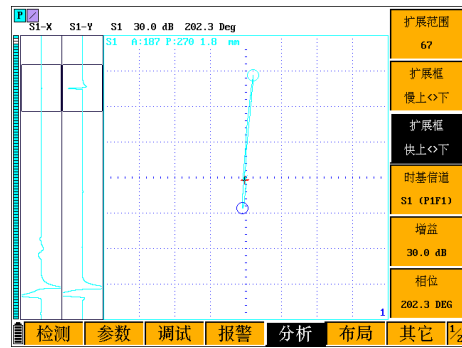 P
S1-X S1-Y S1 30.0 dB 202.3 Deg
S1 A:187 P:270 1.0 mm
1
扩展范围
67
扩展框
慢上<>下
扩展框
快上<>下
时基信道
S1 (P1F1)
增益
30.0 dB
相位
202.3 DEG
检测 参数 调试 报警 分析 布局 其它 1/2